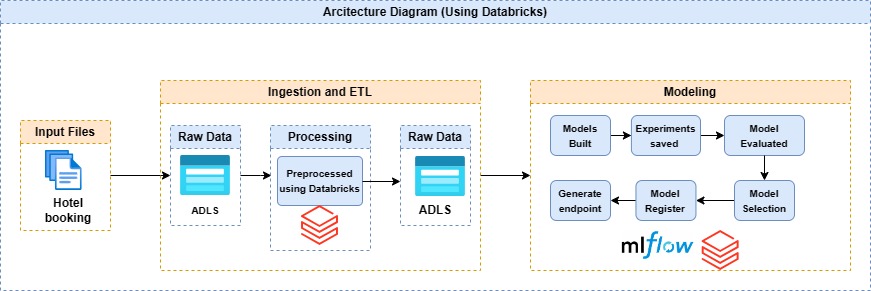 Arcitecture Diagram (Using Databricks)
Input Files
Hotel
booking
Ingestion and ETL
Raw Data
ADLS
Processing
Preprocessed
using Databricks
Raw Data
ADLS
Modeling
Models
Built
Experiments
saved
Model
Evaluated
Model
Selection
Model
Register
Generate
endpoint
mlflow